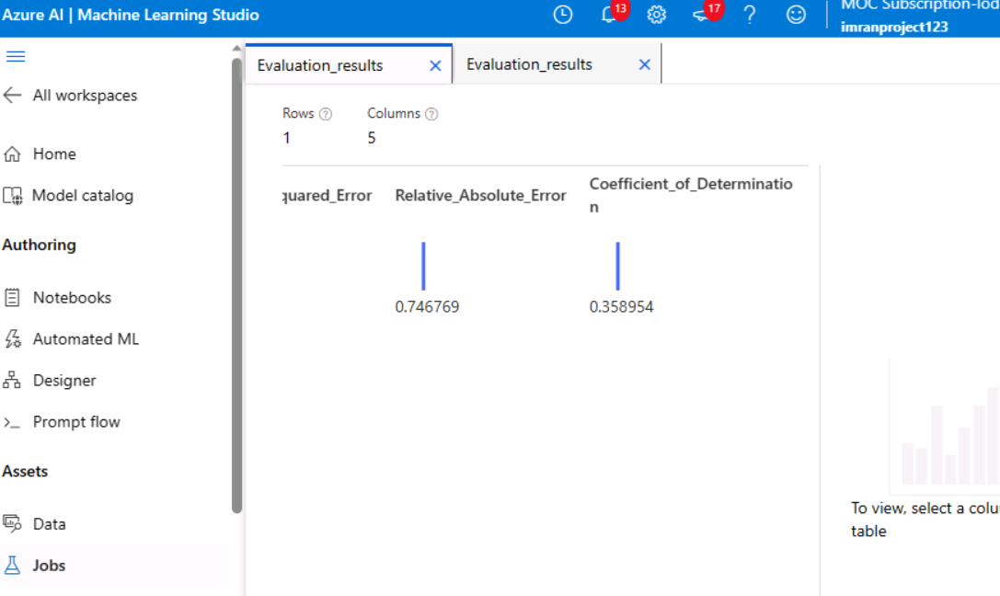 Azure AI | Machine Learning Studio
13
17
MOC Subscription-lod
imranproject123
All workspaces
Home
Model catalog
Authoring
Notebooks
Automated ML
Designer
Prompt flow
Assets
Data
Jobs
Evaluation_results
Evaluation_results
Rows
Columns
1
5
quared_Error
Relative_Absolute_Error
Coefficient_of_Determinatio
n
0.746769
0.358954
To view, select a colu
table